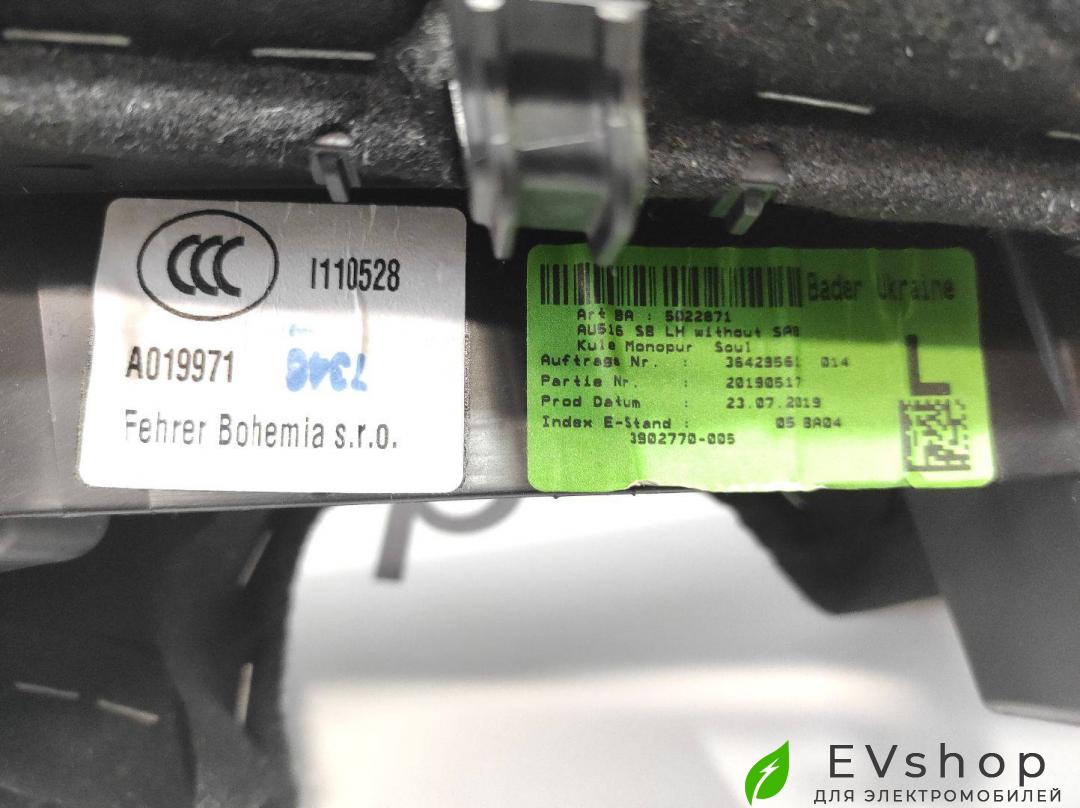 CCC
I110528
A019971
7348
Fehrer Bohemia s.r.o.
Bader Ukraine
Art BA : 5022871
AU516 SB LH without SAB
Kule Monopur Soul
L
Auftrags Nr. : 36429561 014
Partie Nr. : 20190517
Prod Datum : 23.07.2019
Index E-Stand : 05 BA04
3902770-005
EVshop
ДЛЯ ЭЛЕКТРОМОБИЛЕЙ